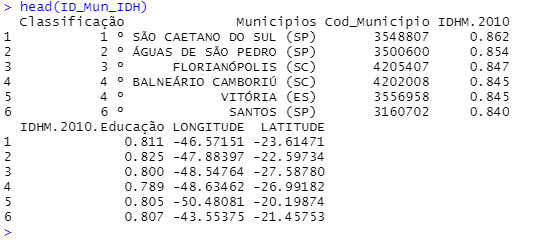 > head(ID_Mun_IDH)
Classificação Municipios Cod_Municipio IDHM.2010
1 1 º SÃO CAETANO DO SUL (SP) 3548807 0.862
2 2 º ÁGUAS DE SÃO PEDRO (SP) 3500600 0.854
3 3 º FLORIANÓPOLIS (SC) 4205407 0.847
4 4 º BALNEÁRIO CAMBORIÚ (SC) 4202008 0.845
5 4 º VITÓRIA (ES) 3556958 0.845
6 6 º SANTOS (SP) 3160702 0.840
IDHM.2010.Educação LONGITUDE LATITUDE
1 0.811 -46.57151 -23.61471
2 0.825 -47.88397 -22.59734
3 0.800 -48.54764 -27.58780
4 0.789 -48.63462 -26.99182
5 0.805 -50.48081 -20.19874
6 0.807 -43.55375 -21.45753
>